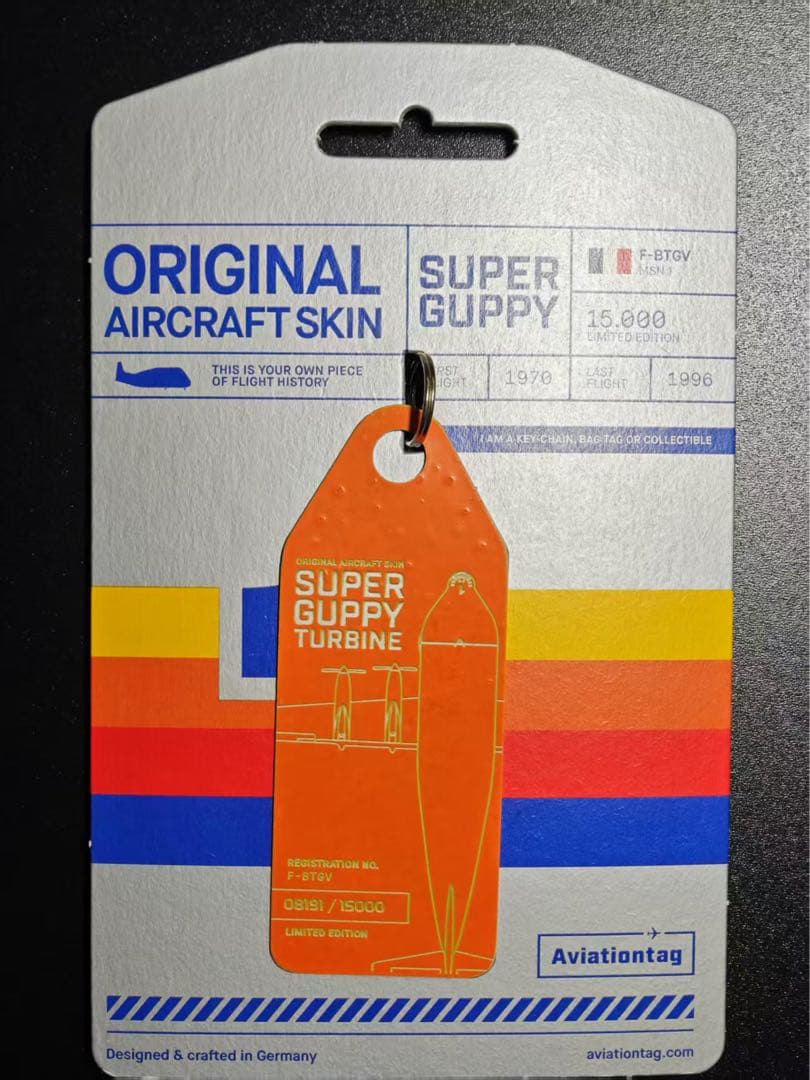 ORIGINAL
AIRCRAFT SKIN
SUPER
GUPPY
F-BTGV
MSN 1
15.000
LIMITED EDITION
THIS IS YOUR OWN PIECE
OF FLIGHT HISTORY
RST
LIGHT
1970
LAST
FLIGHT
1996
I AM A KEY-CHAIN, BAG TAG OR COLLECTIBLE
ORIGINAL AIRCRAFT SKIN
SUPER
GUPPY
TURBINE
REGISTRATION NO.
F-BTGV
08191 / 15000
LIMITED EDITION
Aviationtag
Designed & crafted in Germany
aviationtag.com